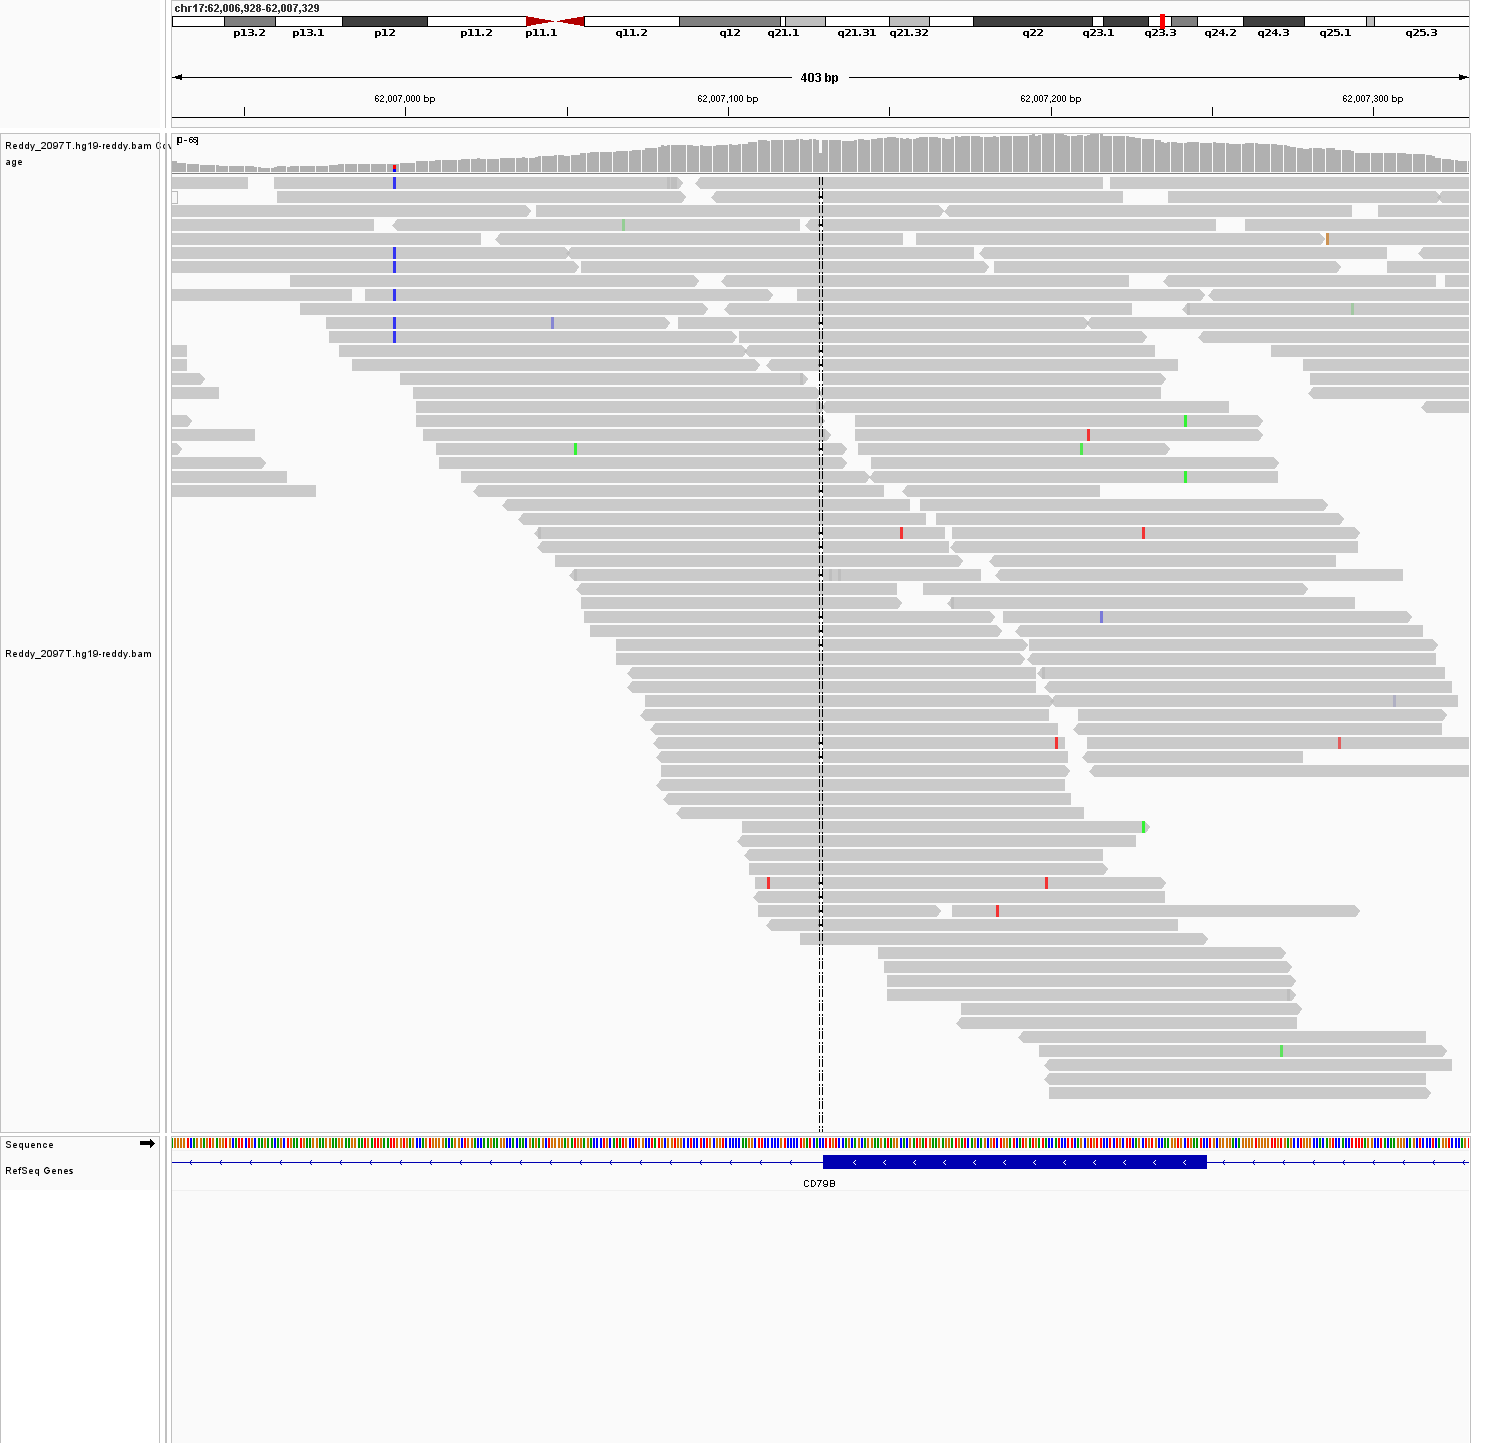 chr17:62,006,928-62,007,329
p13.2 p13.1 p12 p11.2 p11.1 q11.2 q12 q21.1 q21.31 q21.32 q22 q23.1 q23.3 q24.2 q24.3 q25.1 q25.3
403 bp
62,007,000 bp 62,007,100 bp 62,007,200 bp 62,007,300 bp
[0-69]
Reddy_2097T.hg19-reddy.bam Cov
age
Reddy_2097T.hg19-reddy.bam
Sequence
RefSeq Genes
CD79B